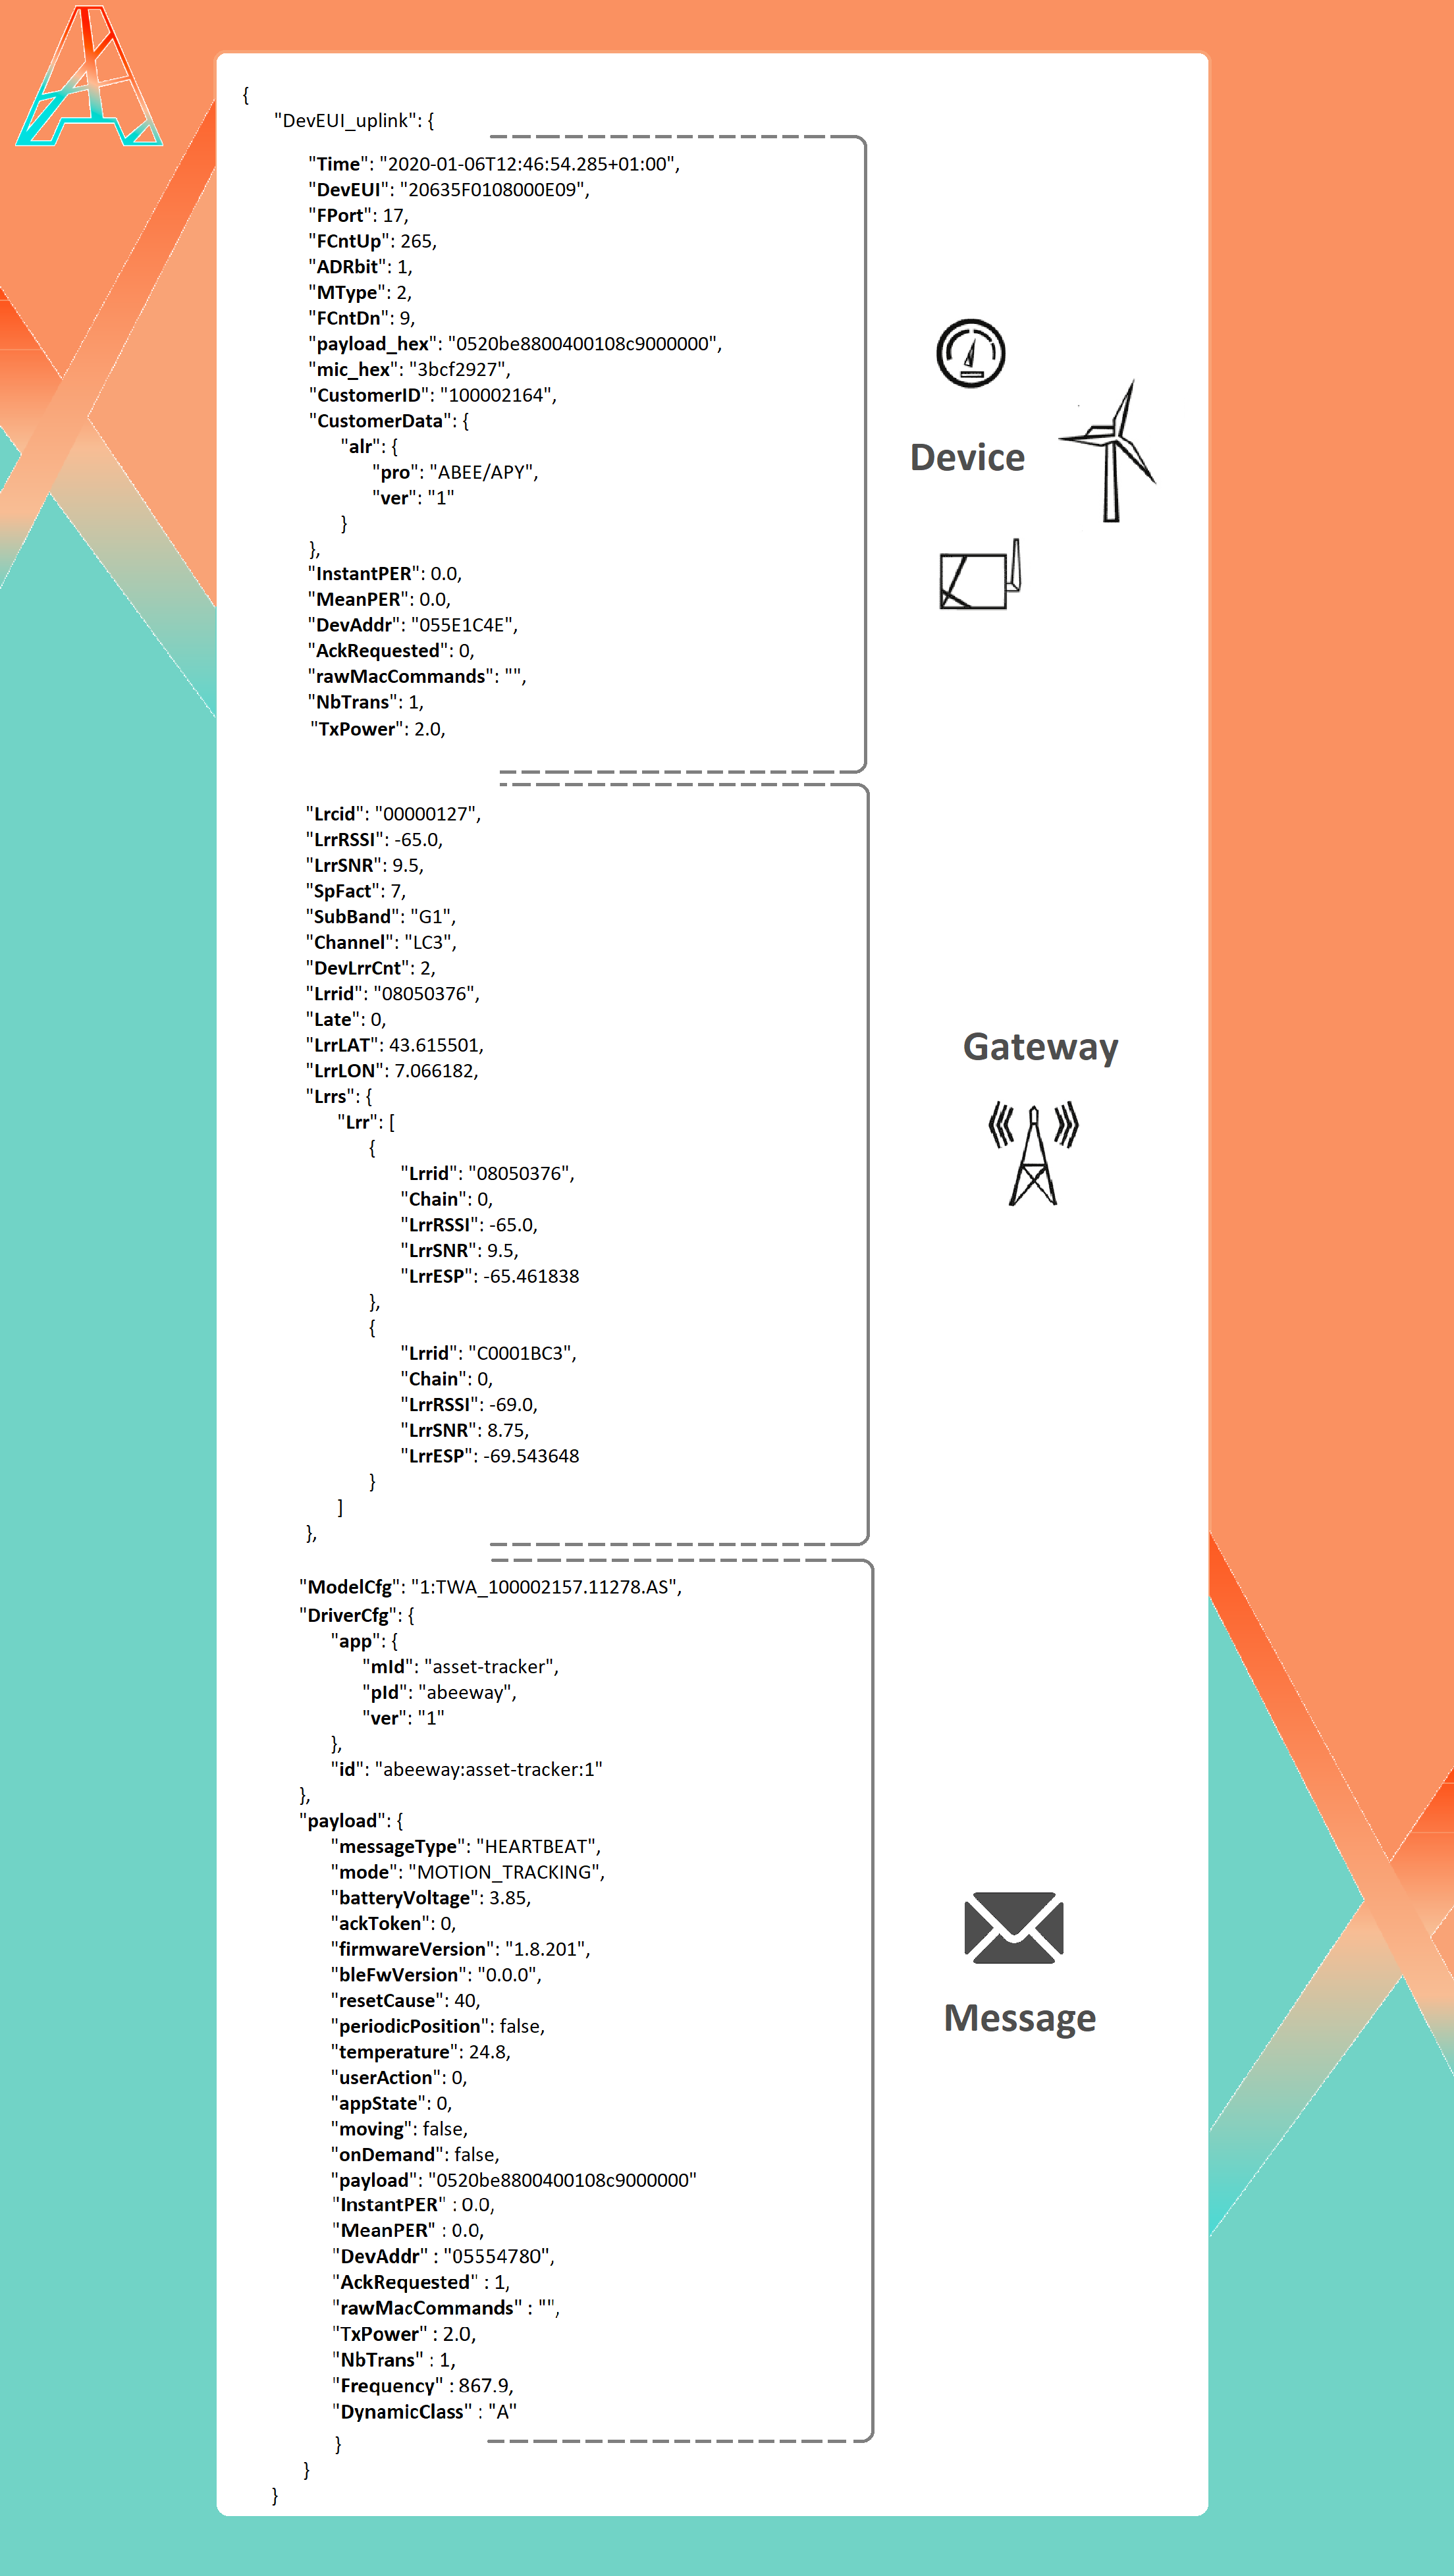 {
"DevEUI_uplink": {
"Time": "2020-01-06T12:46:54.285+01:00",
"DevEUI": "20635F0108000E09",
"FPort": 17,
"FCntUp": 265,
"ADRbit": 1,
"MType": 2,
"FCntDn": 9,
"payload_hex": "0520be8800400108c9000000",
"mic_hex": "3bcf2927",
"CustomerID": "100002164",
"CustomerData": {
"alr": {
"pro": "ABEE/APY",
"ver": "1"
}
},
"InstantPER": 0.0,
"MeanPER": 0.0,
"DevAddr": "055E1C4E",
"AckRequested": 0,
"rawMacCommands": "",
"NbTrans": 1,
"TxPower": 2.0,
Device
"Lrcid": "00000127",
"LrrRSSI": -65.0,
"LrrSNR": 9.5,
"SpFact": 7,
"SubBand": "G1",
"Channel": "LC3",
"DevLrrCnt": 2,
"Lrrid": "08050376",
"Late": 0,
"LrrLAT": 43.615501,
"LrrLON": 7.066182,
"Lrrs": {
"Lrr": [
{
"Lrrid": "08050376",
"Chain": 0,
"LrrRSSI": -65.0,
"LrrSNR": 9.5,
"LrrESP": -65.461838
},
{
"Lrrid": "C0001BC3",
"Chain": 0,
"LrrRSSI": -69.0,
"LrrSNR": 8.75,
"LrrESP": -69.543648
}
]
},
Gateway
"ModelCfg": "1:TWA_100002157.11278.AS",
"DriverCfg": {
"app": {
"mId": "asset-tracker",
"pId": "abeeway",
"ver": "1"
},
"id": "abeeway:asset-tracker:1"
},
"payload": {
"messageType": "HEARTBEAT",
"mode": "MOTION_TRACKING",
"batteryVoltage": 3.85,
"ackToken": 0,
"firmwareVersion": "1.8.201",
"bleFwVersion": "0.0.0",
"resetCause": 40,
"periodicPosition": false,
"temperature": 24.8,
"userAction": 0,
"appState": 0,
"moving": false,
"onDemand": false,
"payload": "0520be8800400108c9000000"
"InstantPER" : 0.0,
"MeanPER" : 0.0,
"DevAddr" : "05554780",
"AckRequested" : 1,
"rawMacCommands" : "",
"TxPower" : 2.0,
"NbTrans" : 1,
"Frequency" : 867.9,
"DynamicClass" : "A"
}
}
}
Message